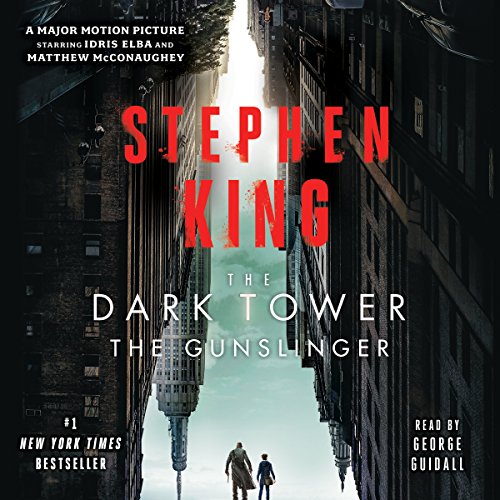 A MAJOR MOTION PICTURE
STARRING IDRIS ELBA AND
MATTHEW McCONAUGHEY
STEPHEN
KING
THE
DARK TOWER
THE GUNSLINGER
#1
NEW YORK TIMES
BESTSELLER
READ BY
GEORGE
GUIDALL